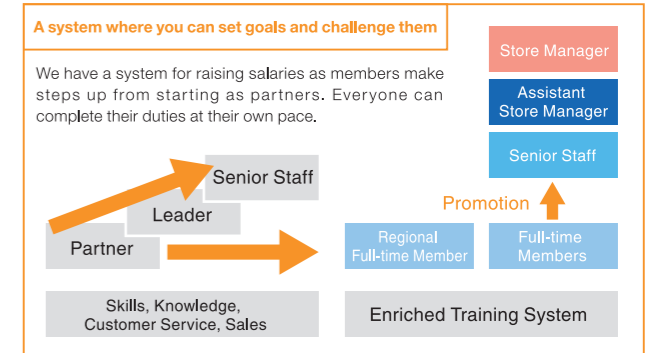 A system where you can set goals and challenge them
We have a system for raising salaries as members make
steps up from starting as partners. Everyone can
complete their duties at their own pace.
Senior Staff
Leader
Partner
Skills, Knowledge,
Customer Service, Sales
Store Manager
Assistant
Store Manager
Senior Staff
Promotion
Regional
Full-time Member
Full-time
Members
Enriched Training System